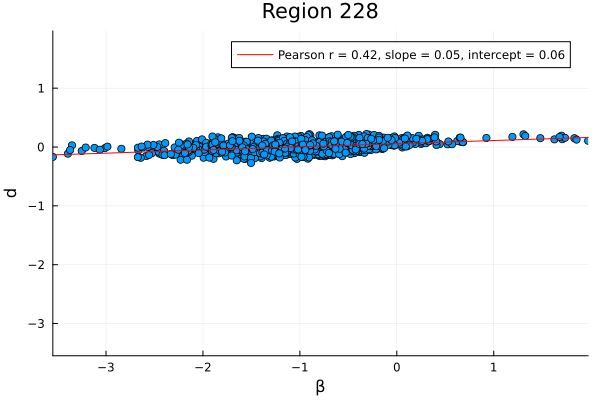 Region 228
Pearson r = 0.42, slope = 0.05, intercept = 0.06
1
0
−1
−2
−3
d
−3
−2
−1
0
1
β